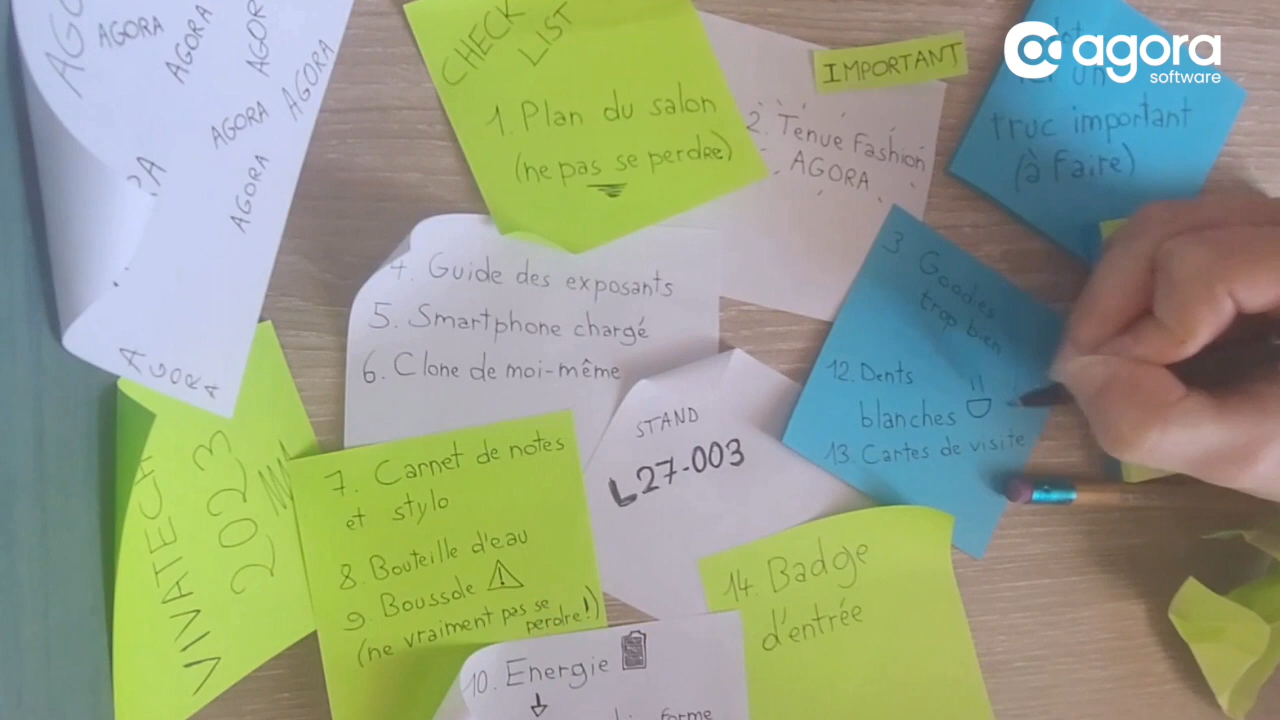 AGORA
AGORA
AGORA
AGORA
AGORA
AGORA
AGORA
CHECK
LIST
1. Plan du salon
(ne pas se perdre)
IMPORTANT
2. Tenue Fashion
AGORA
agora
software
un
truc important
(à faire)
3. Goodies
trop bien
12. Dents
blanches
13. Cartes de visite
4. Guide des exposants
5. Smartphone chargé
6. Clone de moi-même
STAND
L27-003
VIVATECH
2023
7. Carnet de notes
et stylo
8. Bouteille d'eau
9. Boussole ⚠
(ne vraiment pas se
perdre!)
10. Energie
forme
14. Badge
d'entrée